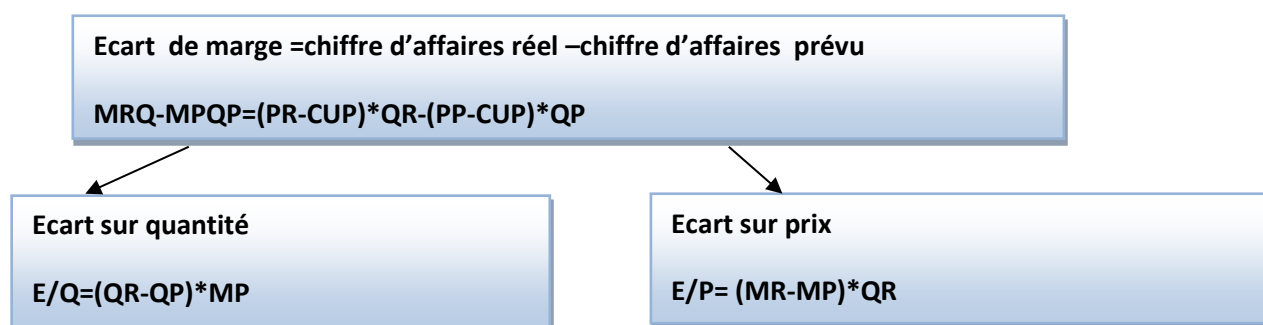 Ecart  de marge =chiffre d’affaires réel –chiffre d’affaires  prévu
MRQ-MPQP=(PR-CUP)*QR-(PP-CUP)*QP
Ecart sur quantité
E/Q=(QR-QP)*MP
Ecart sur prix
E/P= (MR-MP)*QR